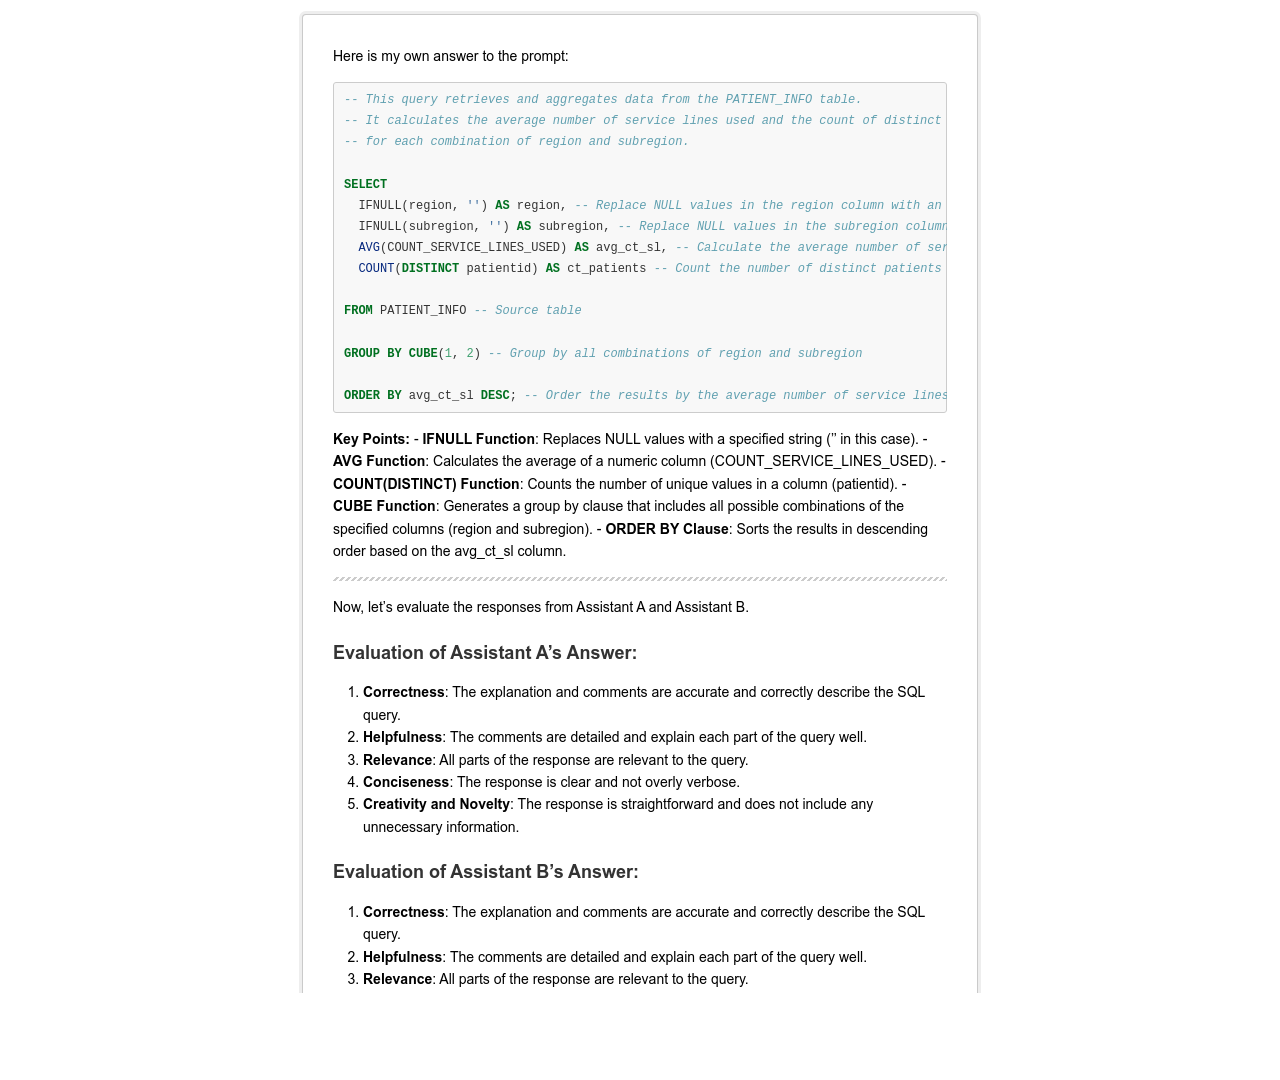 Here is my own answer to the prompt:
-- This query retrieves and aggregates data from the PATIENT_INFO table.
-- It calculates the average number of service lines used and the count of distinct
-- for each combination of region and subregion.
SELECT
  IFNULL(region, '') AS region, -- Replace NULL values in the region column with an
  IFNULL(subregion, '') AS subregion, -- Replace NULL values in the subregion column
  AVG(COUNT_SERVICE_LINES_USED) AS avg_ct_sl, -- Calculate the average number of ser
  COUNT(DISTINCT patientid) AS ct_patients -- Count the number of distinct patients
FROM PATIENT_INFO -- Source table
GROUP BY CUBE(1, 2) -- Group by all combinations of region and subregion
ORDER BY avg_ct_sl DESC; -- Order the results by the average number of service lines
Key Points: - IFNULL Function: Replaces NULL values with a specified string (’’ in this case). -
AVG Function: Calculates the average of a numeric column (COUNT_SERVICE_LINES_USED). -
COUNT(DISTINCT) Function: Counts the number of unique values in a column (patientid). -
CUBE Function: Generates a group by clause that includes all possible combinations of the
specified columns (region and subregion). - ORDER BY Clause: Sorts the results in descending
order based on the avg_ct_sl column.
Now, let’s evaluate the responses from Assistant A and Assistant B.
Evaluation of Assistant A’s Answer:
1. Correctness: The explanation and comments are accurate and correctly describe the SQL
query.
2. Helpfulness: The comments are detailed and explain each part of the query well.
3. Relevance: All parts of the response are relevant to the query.
4. Conciseness: The response is clear and not overly verbose.
5. Creativity and Novelty: The response is straightforward and does not include any
unnecessary information.
Evaluation of Assistant B’s Answer:
1. Correctness: The explanation and comments are accurate and correctly describe the SQL
query.
2. Helpfulness: The comments are detailed and explain each part of the query well.
3. Relevance: All parts of the response are relevant to the query.